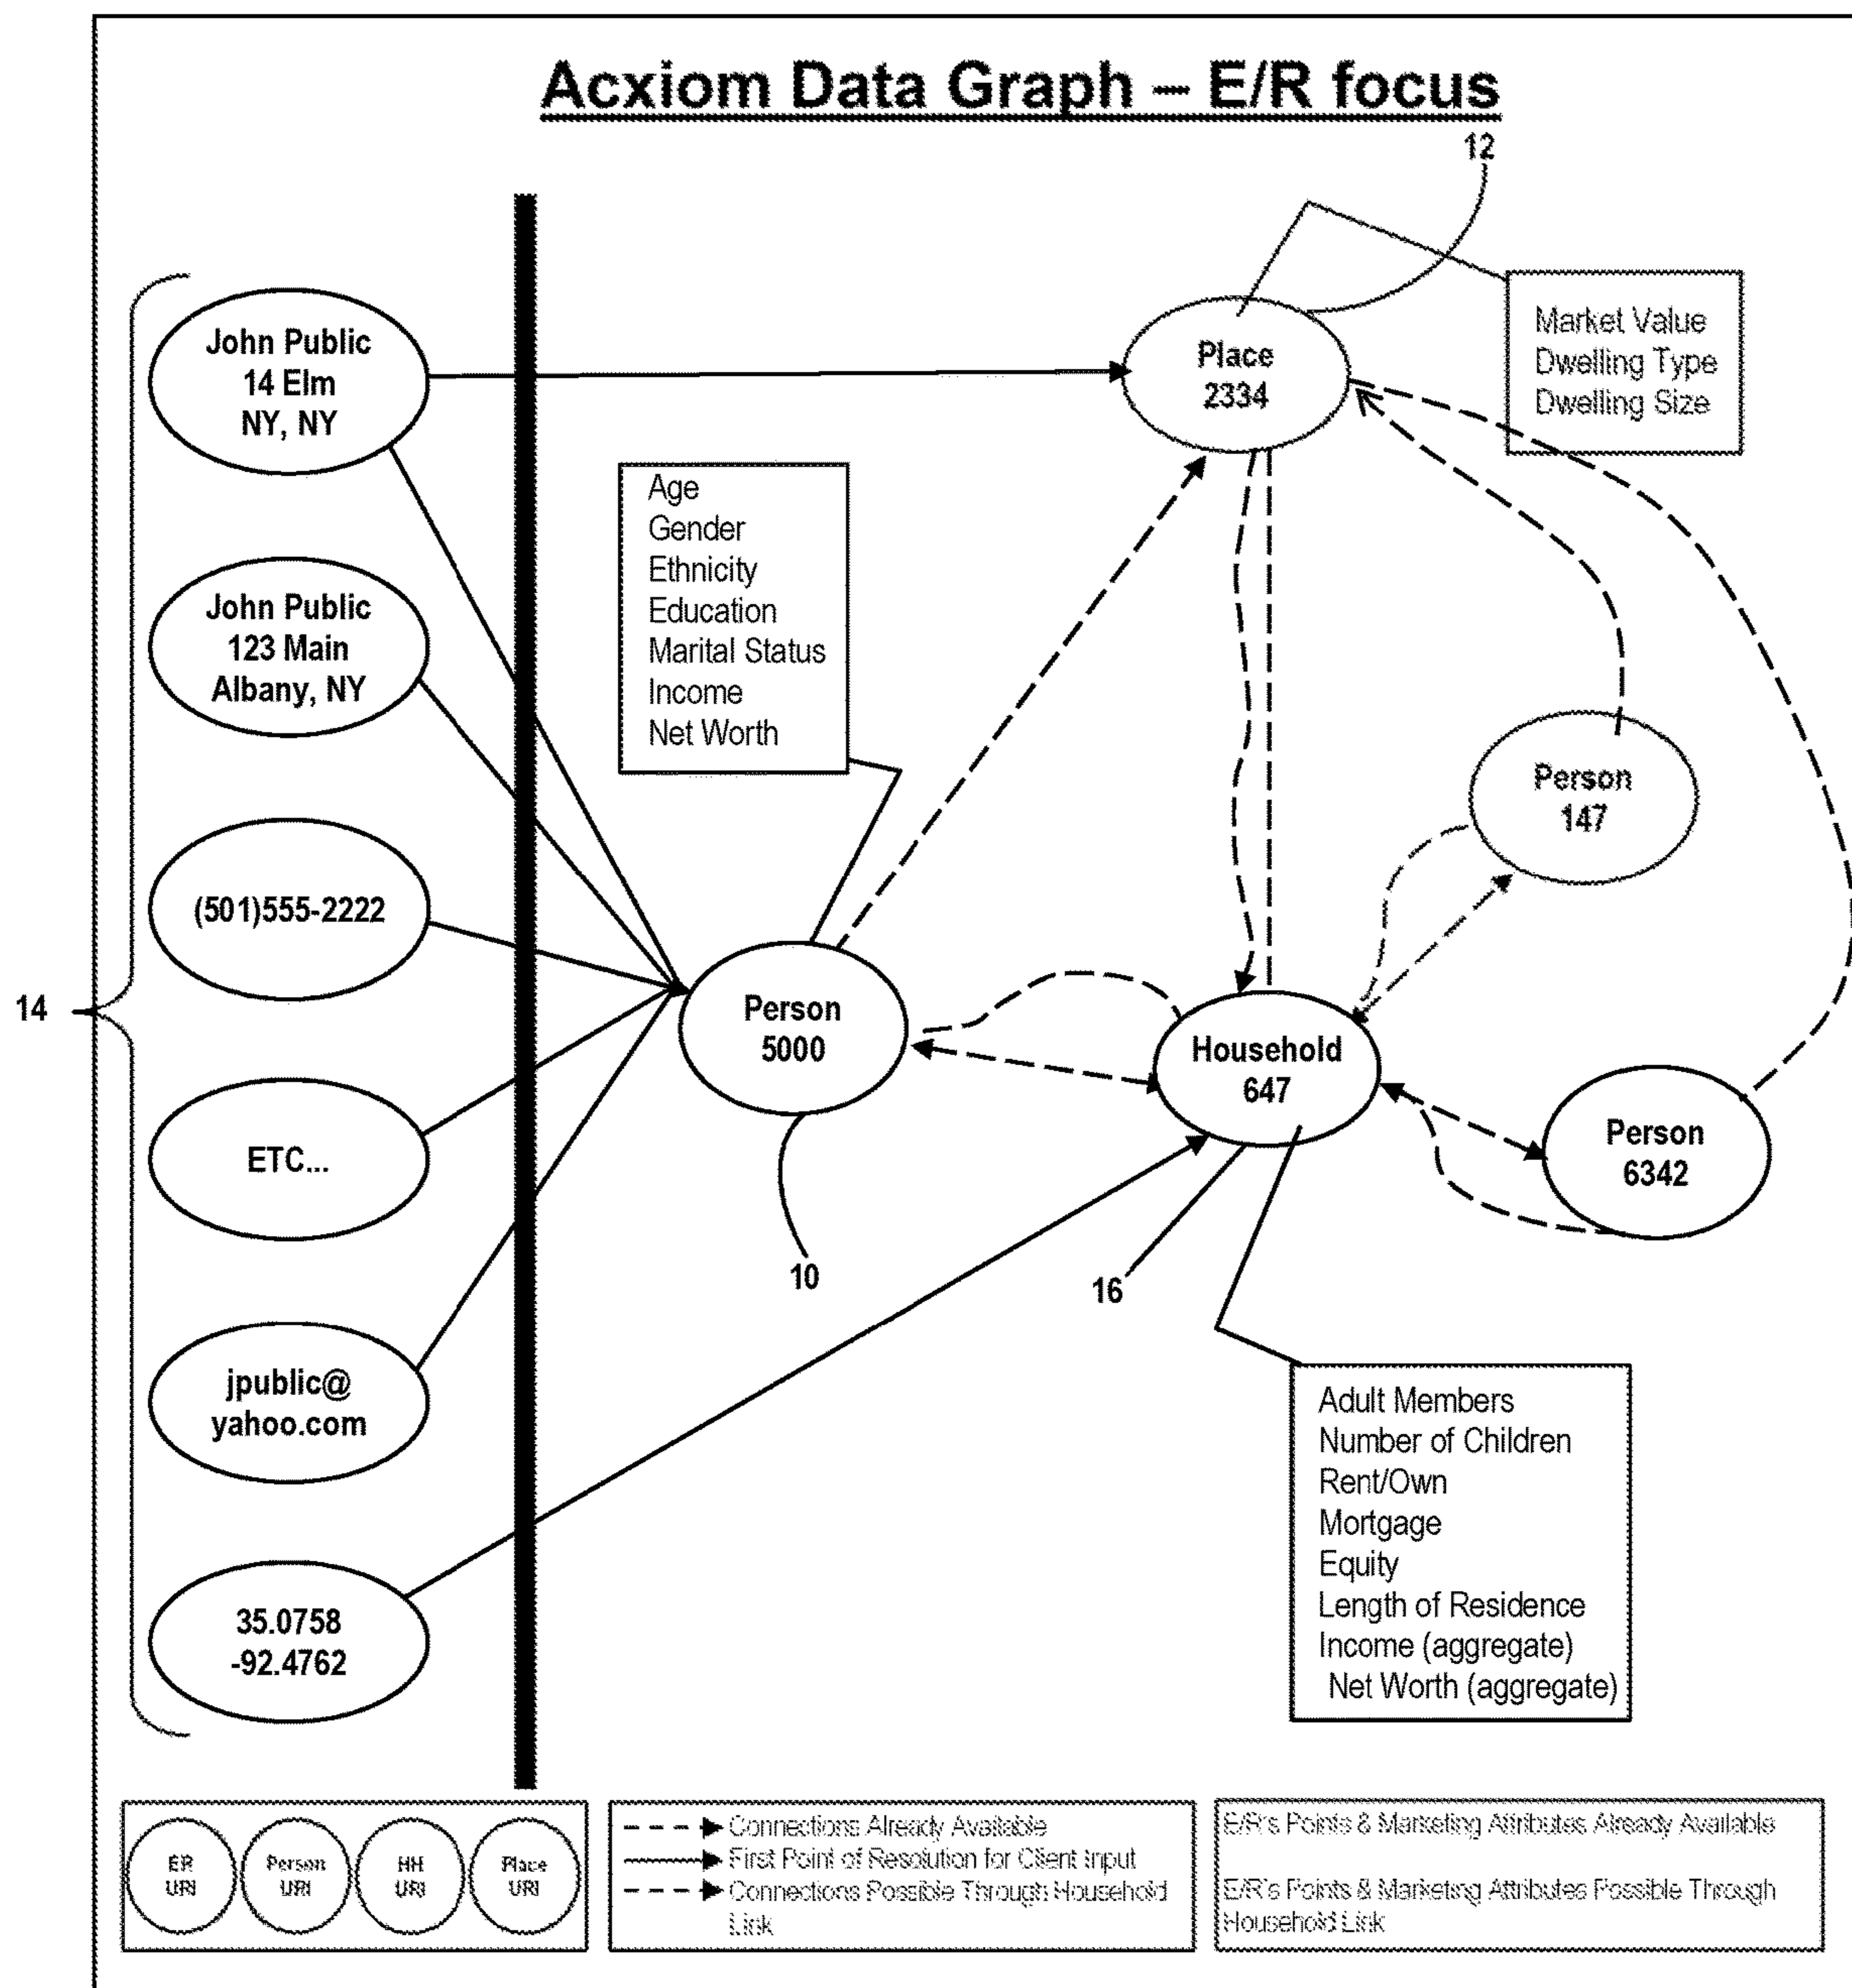 Acxiom Data Graph – E/R focus
12
John Public
14 Elm
NY, NY
Place
2334
Market Value
Dwelling Type
Dwelling Size
Age
Gender
Ethnicity
Education
Marital Status
Income
Net Worth
John Public
123 Main
Albany, NY
Person
147
(501)555-2222
14
Person
5000
Household
647
Person
6342
ETC...
10
16
jpublic@
yahoo.com
Adult Members
Number of Children
Rent/Own
Mortgage
Equity
Length of Residence
Income (aggregate)
Net Worth (aggregate)
35.0758
-92.4762
ER
URI
Person
URI
HH
URI
Place
URI
Connections Already Available
First Point of Resolution for Client Input
Connections Possible Through Household
Link
E/R's Points & Marketing Attributes Already Available
E/R's Points & Marketing Attributes Possible Through
Household Link